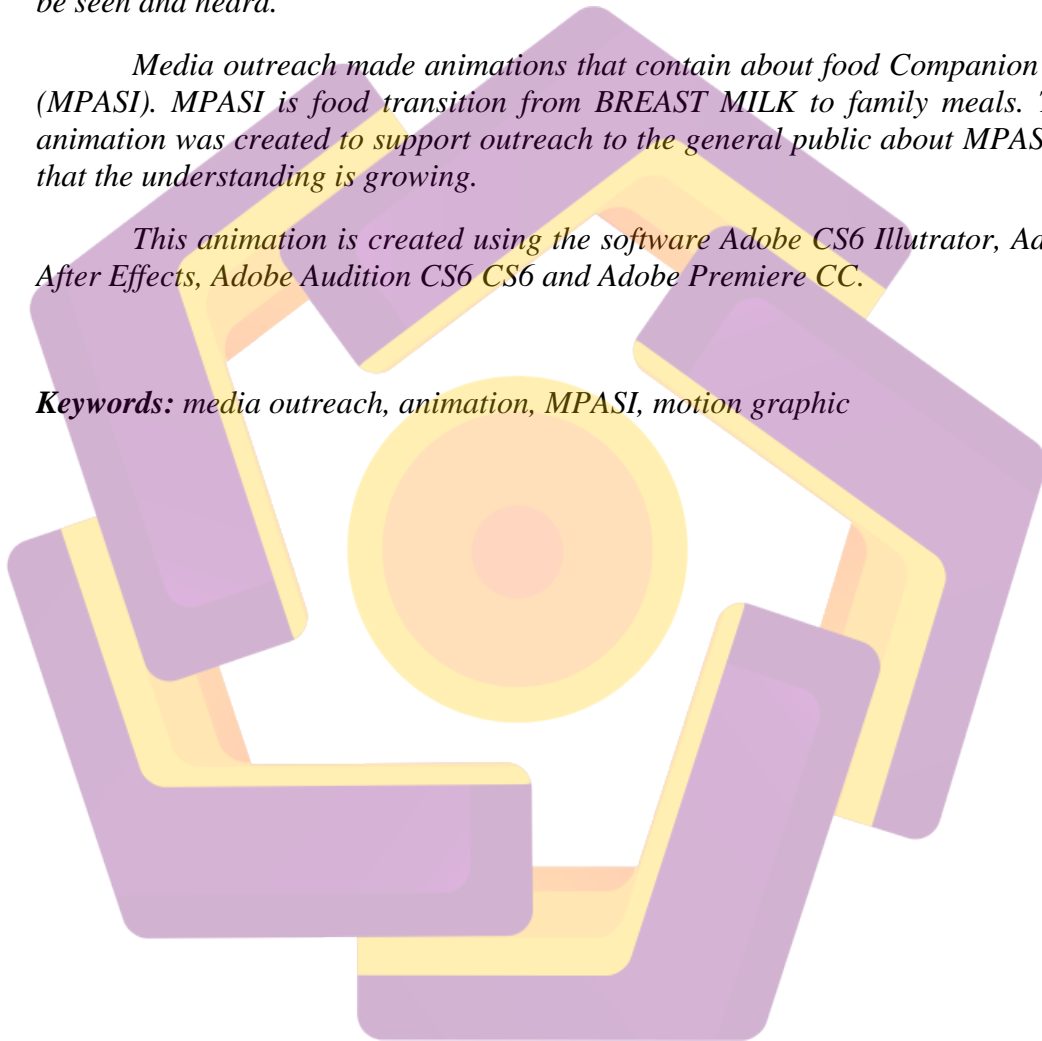 be seen and heard.
Media outreach made animations that contain about food Companion
(MPASI). MPASI is food transition from BREAST MILK to family meals.
animation was created to support outreach to the general public about
that the understanding is growing.
This animation is created using the software Adobe CS6 Illutrator,
After Effects, Adobe Audition CS6 CS6 and Adobe Premiere CC.
Keywords: media outreach, animation, MPASI, motion graphic